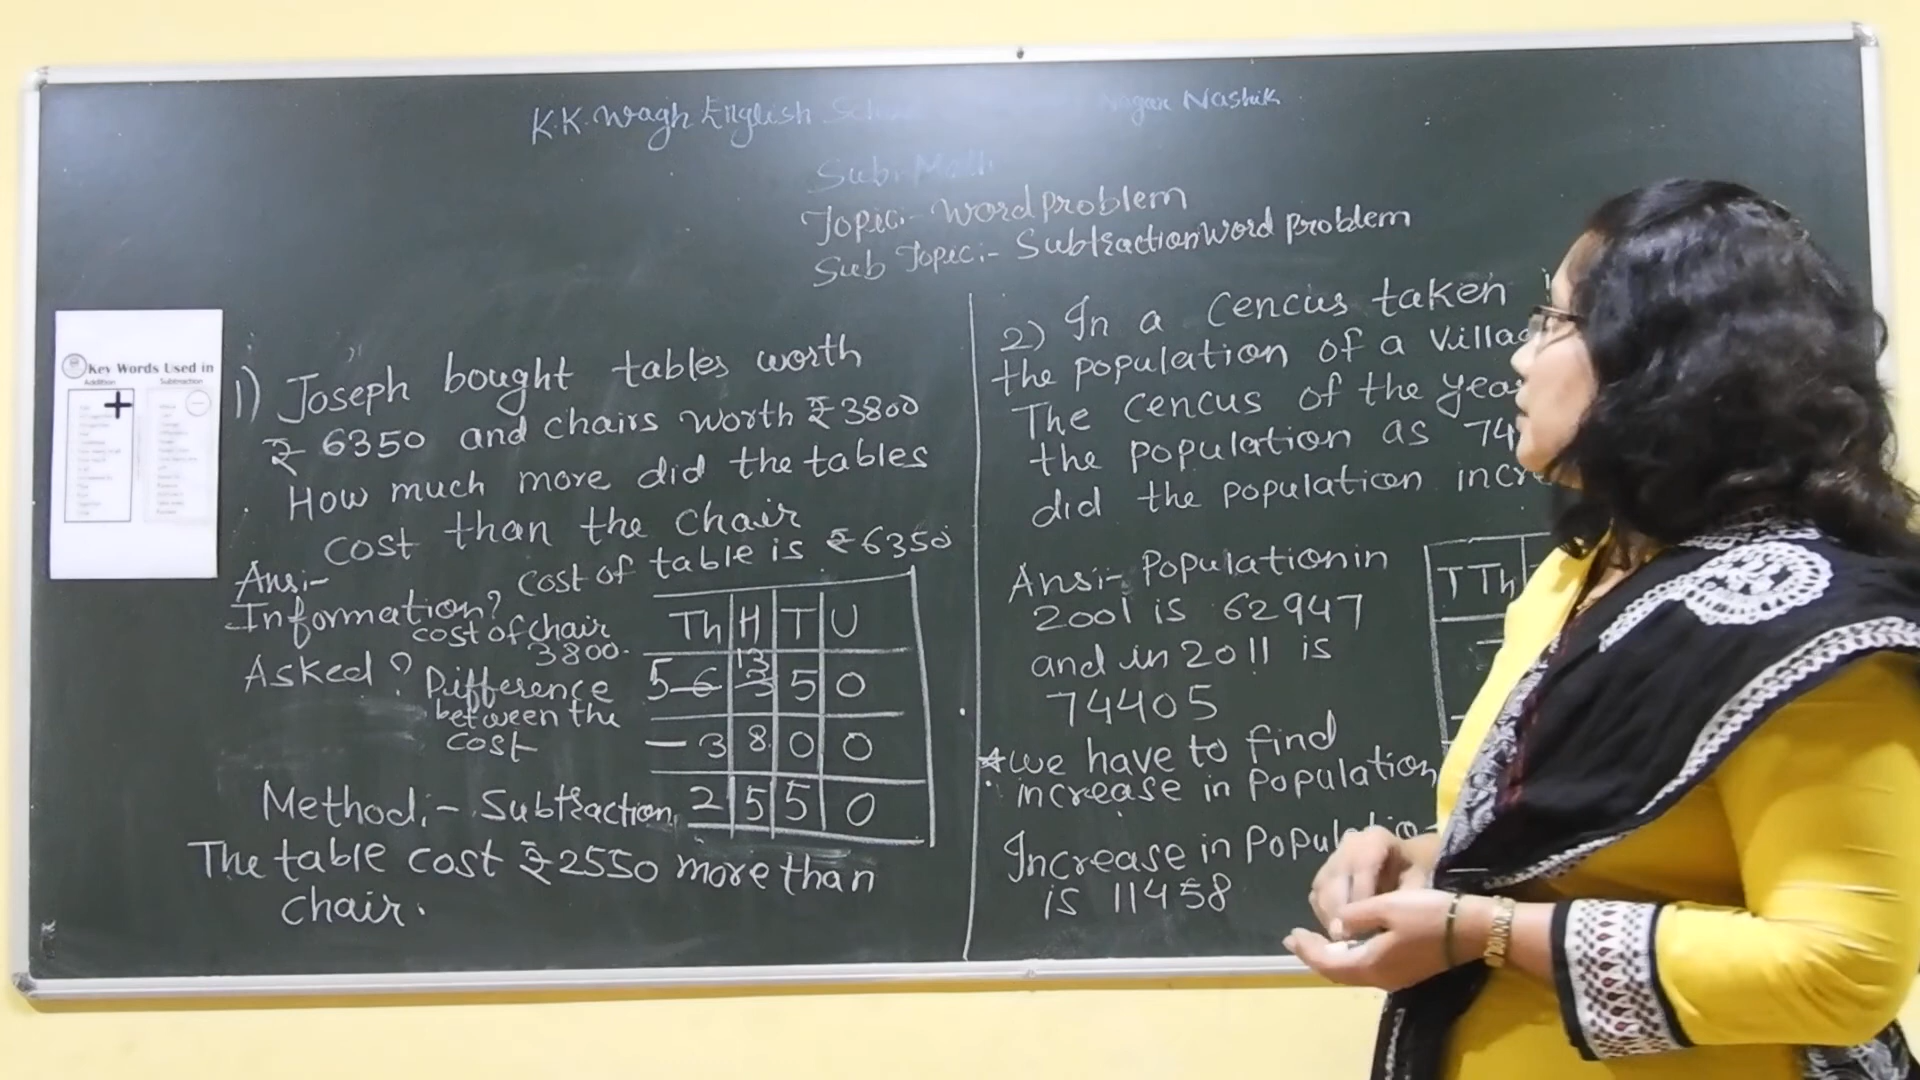 K.K. Wagh English School Nagar Nashik
Sub:- Math
Topic:- Word problem
Sub Topic:- Subtraction Word problem
Key Words Used in
Addition Subtraction
+ −
1) Joseph bought tables worth
₹ 6350 and chairs worth ₹ 3800
How much more did the tables
cost than the chair
Ans:-
Information? cost of table is ₹ 6350
cost of chair
3800.
Asked? Difference
between the
cost
Th H T U
13
5 6 3 5 0
- 3 8 0 0
2 5 5 0
Method:- Subtraction
The table cost ₹ 2550 more than
chair.
2) In a Cencus taken
the population of a Villag
The cencus of the yea
the population as 74
did the population incre
Ans:- Population in
2001 is 62947
and in 2011 is
74405
* we have to find
increase in population
Increase in Populatio
is 11458
T Th